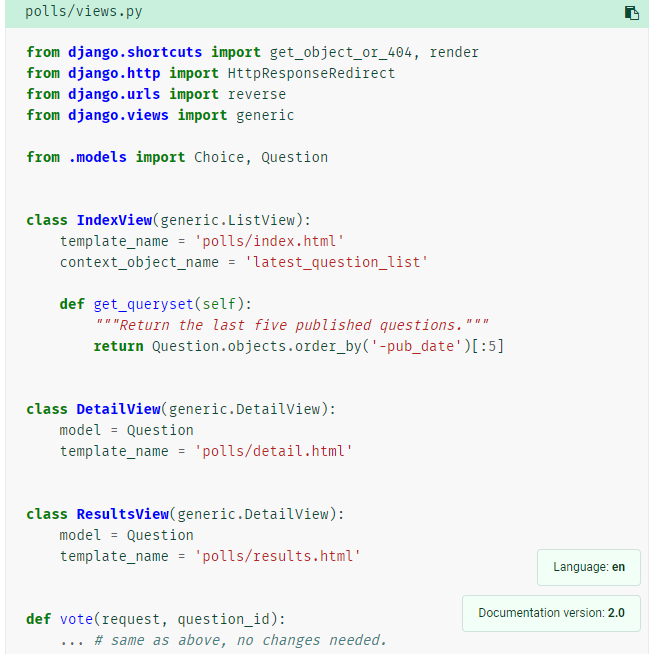 polls/views.py
from django.shortcuts import get_object_or_404, render
from django.http import HttpResponseRedirect
from django.urls import reverse
from django.views import generic
from .models import Choice, Question
class IndexView(generic.ListView):
    template_name = 'polls/index.html'
    context_object_name = 'latest_question_list'
    def get_queryset(self):
        """Return the last five published questions."""
        return Question.objects.order_by('-pub_date')[:5]
class DetailView(generic.DetailView):
    model = Question
    template_name = 'polls/detail.html'
class ResultsView(generic.DetailView):
    model = Question
    template_name = 'polls/results.html'
Language: en
Documentation version: 2.0
def vote(request, question_id):
    ... # same as above, no changes needed.